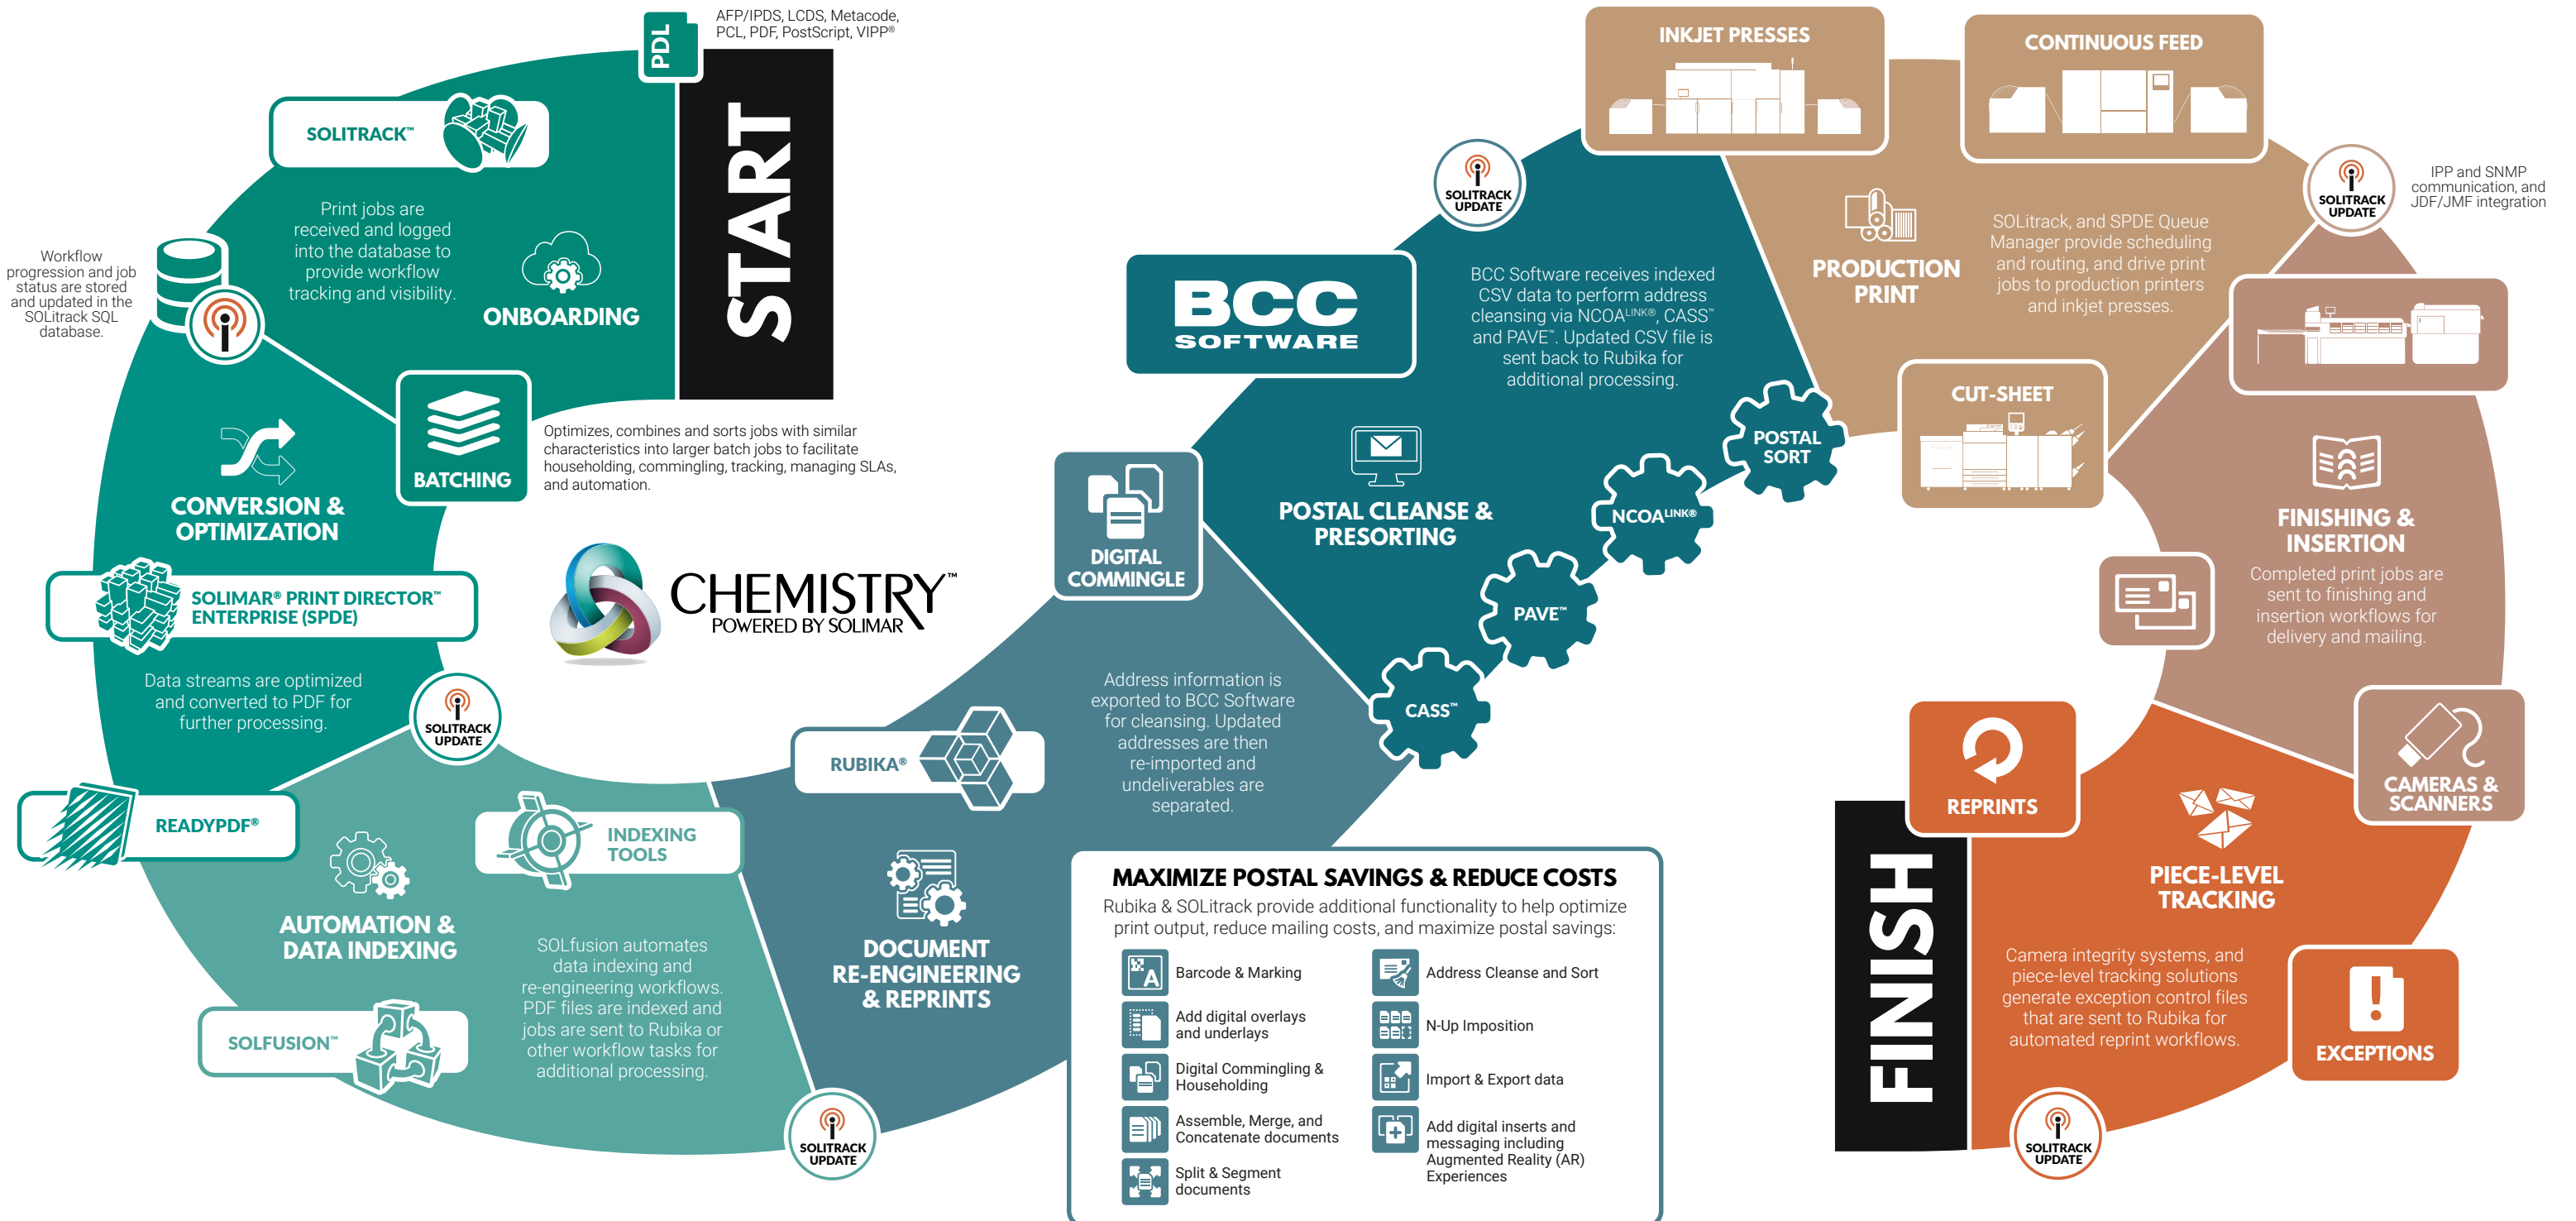 PDL
AFP/IPDS, LCDS, Metacode,
PCL, PDF, PostScript, VIPP®
START
SOLITRACK™
Print jobs are
received and logged
into the database to
provide workflow
tracking and visibility.
ONBOARDING
Workflow
progression and job
status are stored
and updated in the
SOLitrack SQL
database.
BATCHING
Optimizes, combines and sorts jobs with similar
characteristics into larger batch jobs to facilitate
householding, commingling, tracking, managing SLAs,
and automation.
CONVERSION &
OPTIMIZATION
SOLIMAR® PRINT DIRECTOR™
ENTERPRISE (SPDE)
Data streams are optimized
and converted to PDF for
further processing.
SOLITRACK
UPDATE
READYPDF®
CHEMISTRY™
POWERED BY SOLIMAR
INDEXING
TOOLS
AUTOMATION &
DATA INDEXING
SOLFUSION™
SOLfusion automates
data indexing and
re-engineering workflows.
PDF files are indexed and
jobs are sent to Rubika or
other workflow tasks for
additional processing.
SOLITRACK
UPDATE
RUBIKA®
DOCUMENT
RE-ENGINEERING
& REPRINTS
Address information is
exported to BCC Software
for cleansing. Updated
addresses are then
re-imported and
undeliverables are
separated.
DIGITAL
COMMINGLE
MAXIMIZE POSTAL SAVINGS & REDUCE COSTS
Rubika & SOLitrack provide additional functionality to help optimize
print output, reduce mailing costs, and maximize postal savings:
A
Barcode & Marking
Add digital overlays
and underlays
Digital Commingling &
Householding
Assemble, Merge, and
Concatenate documents
Split & Segment
documents
Address Cleanse and Sort
N-Up Imposition
Import & Export data
Add digital inserts and
messaging including
Augmented Reality (AR)
Experiences
BCC
SOFTWARE
SOLITRACK
UPDATE
BCC Software receives indexed
CSV data to perform address
cleansing via NCOALINK®, CASS™
and PAVE™. Updated CSV file is
sent back to Rubika for
additional processing.
POSTAL CLEANSE &
PRESORTING
CASS™
PAVE™
NCOALINK®
POSTAL
SORT
INKJET PRESSES
CONTINUOUS FEED
PRODUCTION
PRINT
SOLitrack, and SPDE Queue
Manager provide scheduling
and routing, and drive print
jobs to production printers
and inkjet presses.
CUT-SHEET
SOLITRACK
UPDATE
IPP and SNMP
communication, and
JDF/JMF integration
FINISHING &
INSERTION
Completed print jobs are
sent to finishing and
insertion workflows for
delivery and mailing.
CAMERAS &
SCANNERS
REPRINTS
PIECE-LEVEL
TRACKING
Camera integrity systems, and
piece-level tracking solutions
generate exception control files
that are sent to Rubika for
automated reprint workflows.
EXCEPTIONS
SOLITRACK
UPDATE
FINISH